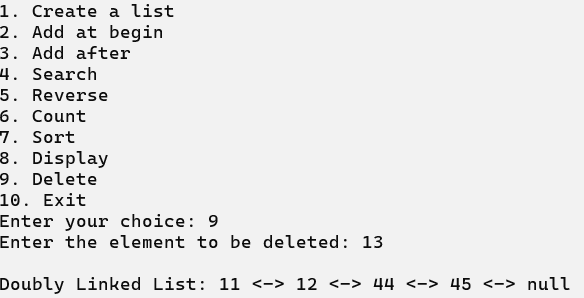 1. Create a list
2. Add at begin
3. Add after
4. Search
5. Reverse
6. Count
7. Sort
8. Display
9. Delete
10. Exit
Enter your choice: 9
Enter the element to be deleted: 13
Doubly Linked List: 11 <-> 12 <-> 44 <-> 45 <-> null